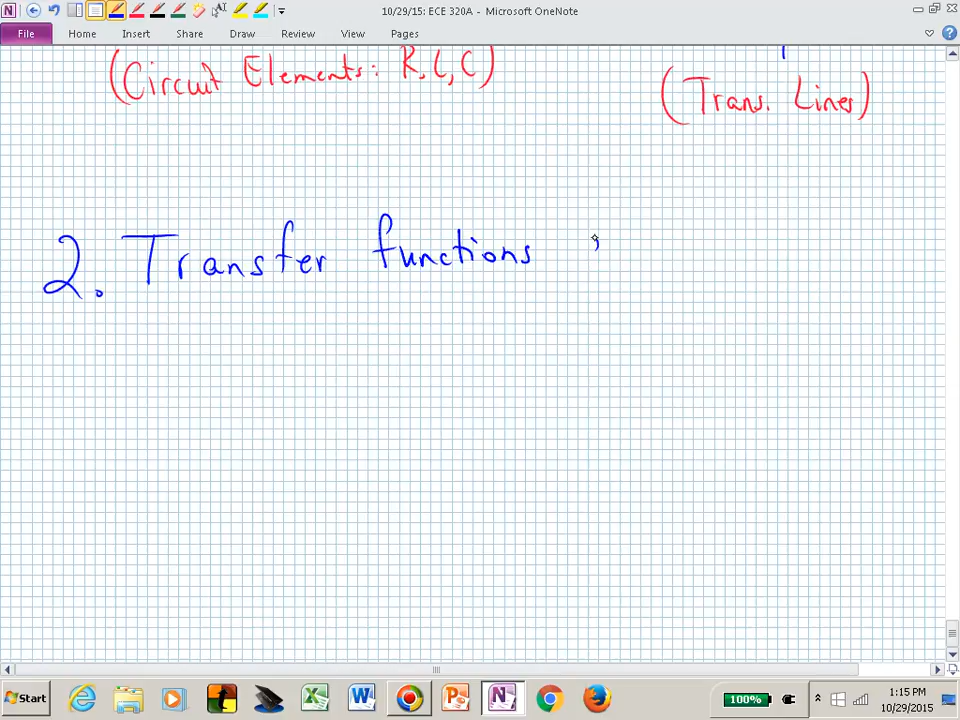 10/29/15: ECE 320A - Microsoft OneNote
File Home Insert Share Draw Review View Pages
(Circuit Elements: R, L, C)
(Trans. Lines)
2. Transfer functions
Start
100%
1:15 PM
10/29/2015